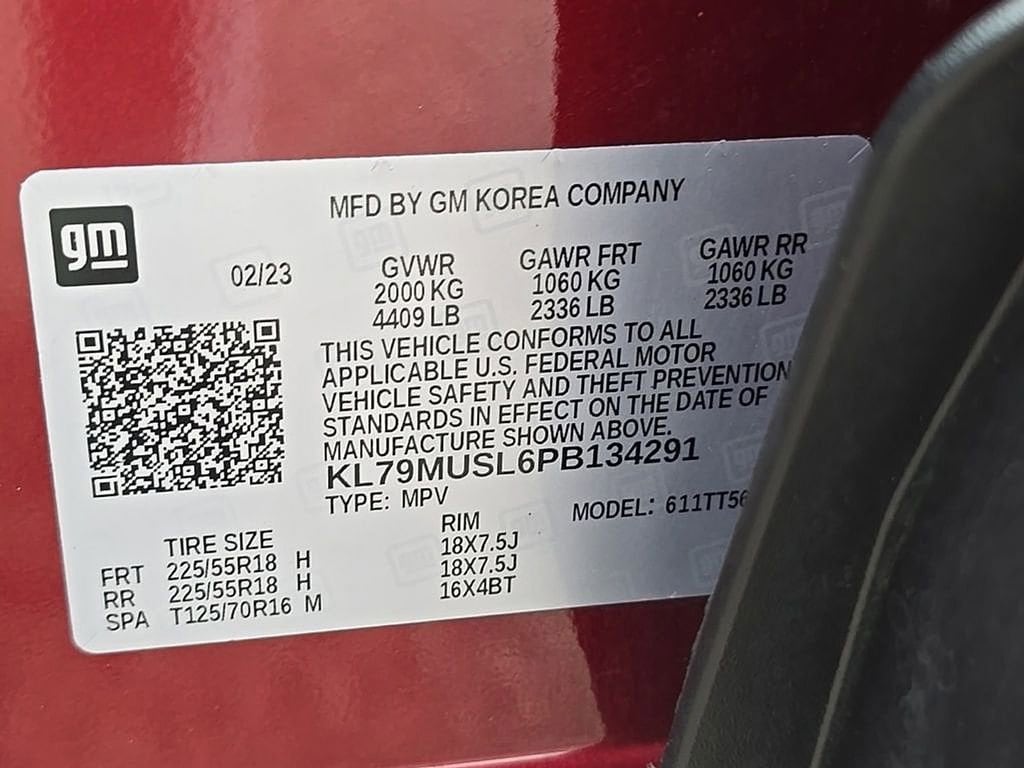 MFD BY GM KOREA COMPANY
gm
02/23
GVWR GAWR FRT GAWR RR
2000 KG 1060 KG 1060 KG
4409 LB 2336 LB 2336 LB
THIS VEHICLE CONFORMS TO ALL
APPLICABLE U.S. FEDERAL MOTOR
VEHICLE SAFETY AND THEFT PREVENTION
STANDARDS IN EFFECT ON THE DATE OF
MANUFACTURE SHOWN ABOVE.
KL79MUSL6PB134291
TYPE: MPV MODEL:
TIRE SIZE RIM
FRT 225/55R18 H 18X7.5J
RR 225/55R18 H 18X7.5J
SPA T125/70R16 M 16X4BT